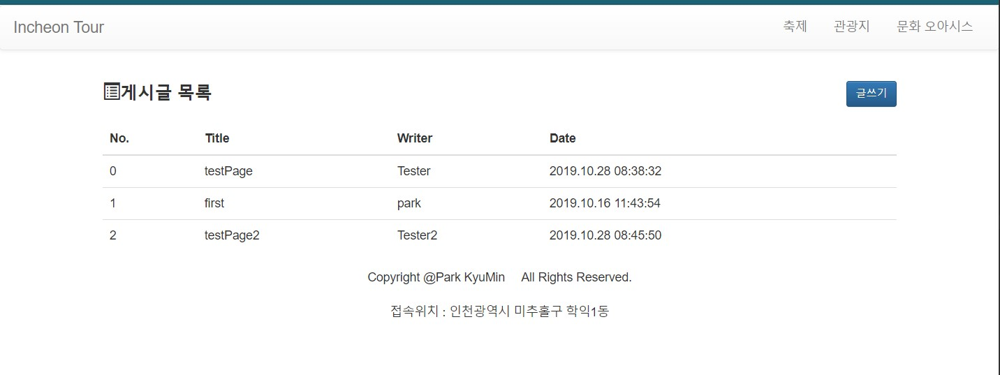 Incheon Tour 축제 관광지 문화 오아시스
게시글 목록 글쓰기
No. Title Writer Date
0 testPage Tester 2019.10.28 08:38:32
1 first park 2019.10.16 11:43:54
2 testPage2 Tester2 2019.10.28 08:45:50
Copyright @Park KyuMin All Rights Reserved.
접속위치 : 인천광역시 미추홀구 학익1동